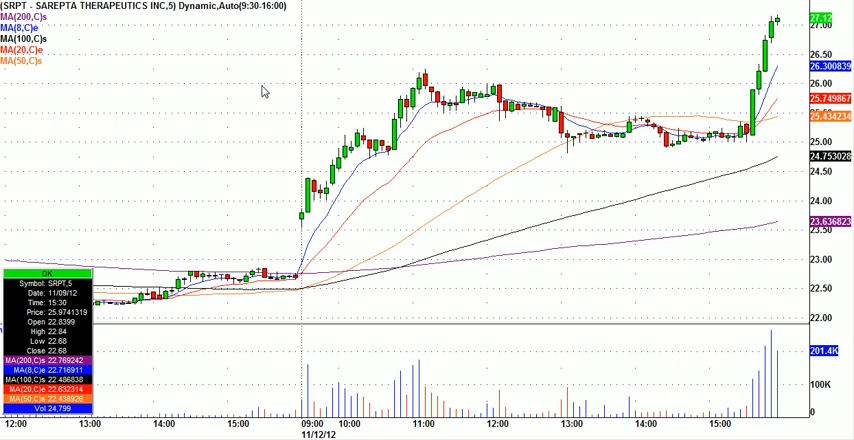 (SRPT - SAREPTA THERAPEUTICS INC,5) Dynamic,Auto(9:30-16:00)
MA(200,C)s
MA(8,C)e
MA(100,C)s
MA(20,C)e
MA(50,C)s
27.12
27.00
26.50
26.300839
26.00
25.749867
25.50
25.434234
25.00
24.753028
24.50
24.00
23.636823
23.50
23.00
22.50
22.00
OK
Symbol: SRPT,5
Date: 11/09/12
Time: 15:30
Price: 25.9741319
Open 22.8399
High 22.84
Low 22.68
Close 22.68
MA(200,C)s 22.769242
MA(8,C)e 22.716911
MA(100,C)s 22.486838
MA(20,C)e 22.632314
MA(50,C)s 22.438926
Vol 24,799
201.4K
100K
0
12:00 13:00 14:00 15:00 09:00 10:00 11:00 12:00 13:00 14:00 15:00
11/12/12